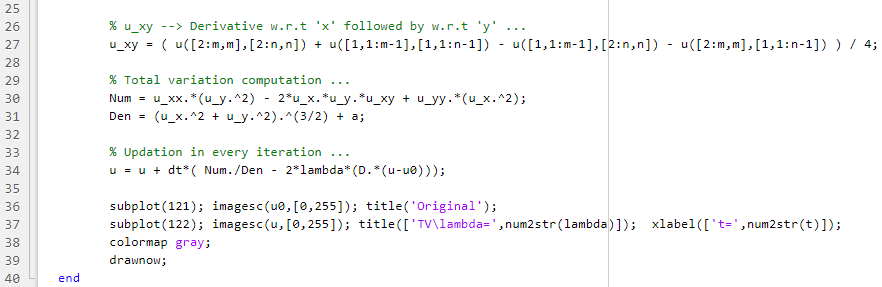 25
26 % u_xy --> Derivative w.r.t 'x' followed by w.r.t 'y' ...
27 u_xy = ( u([2:m,m],[2:n,n]) + u([1,1:m-1],[1,1:n-1]) - u([1,1:m-1],[2:n,n]) - u([2:m,m],[1,1:n-1]) ) / 4;
28
29 % Total variation computation ...
30 Num = u_xx.*(u_y.^2) - 2*u_x.*u_y.*u_xy + u_yy.*(u_x.^2);
31 Den = (u_x.^2 + u_y.^2).^(3/2) + a;
32
33 % Updation in every iteration ...
34 u = u + dt*( Num./Den - 2*lambda*(D.*(u-u0)));
35
36 subplot(121); imagesc(u0,[0,255]); title('Original');
37 subplot(122); imagesc(u,[0,255]); title(['TV\lambda=',num2str(lambda)]); xlabel(['t=',num2str(t)]);
38 colormap gray;
39 drawnow;
40 end